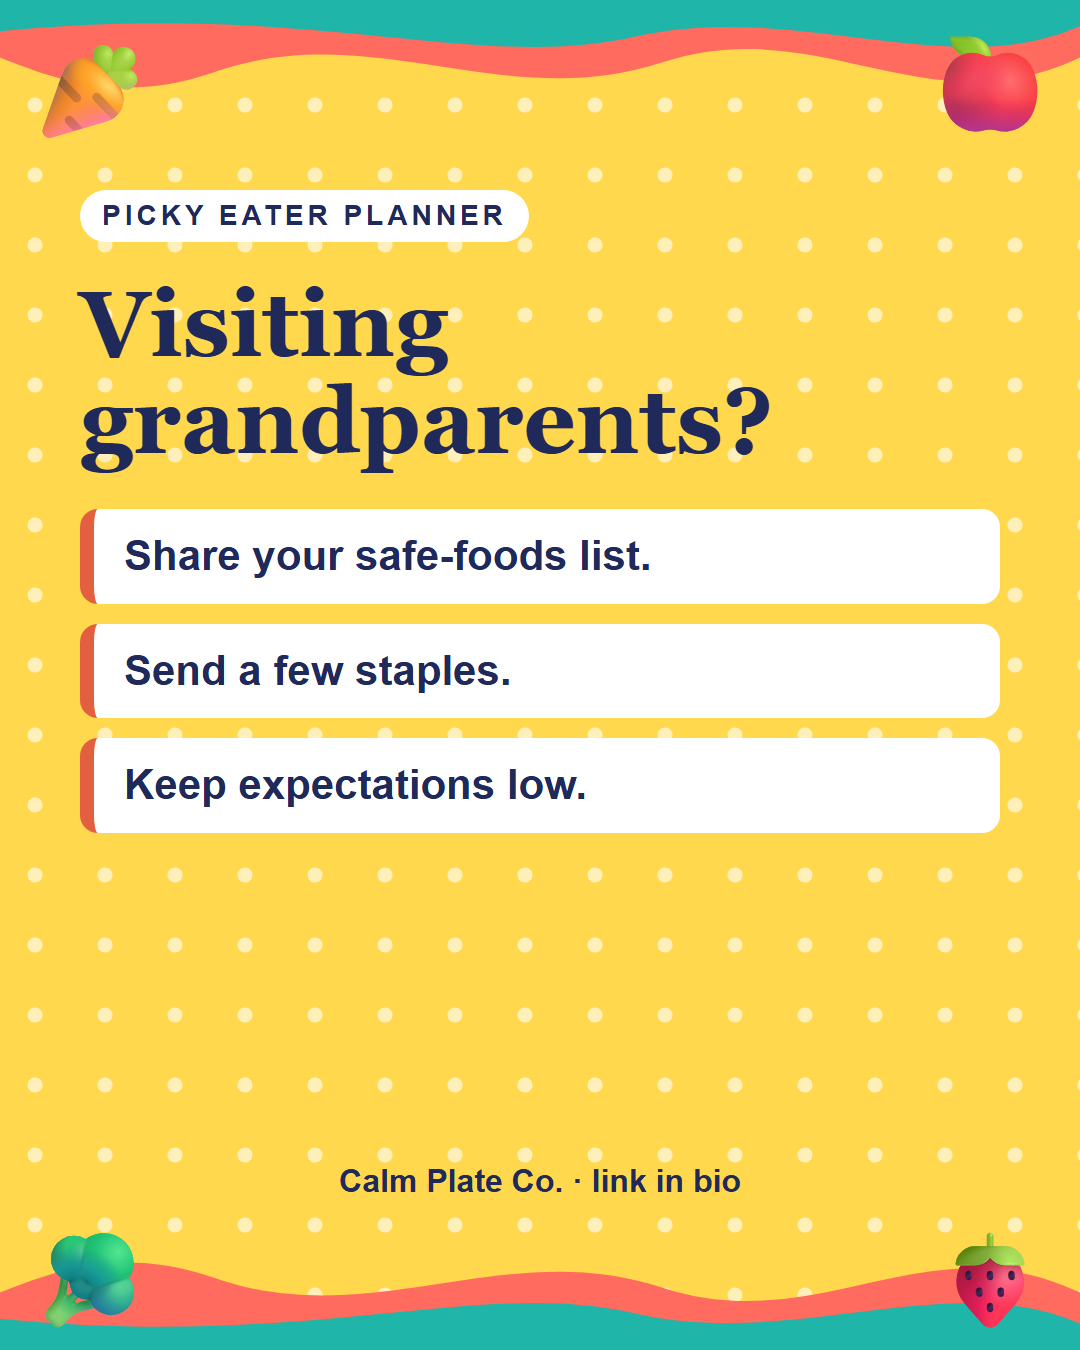 PICKY EATER PLANNER
Visiting
grandparents?
Share your safe-foods list.
Send a few staples.
Keep expectations low.
Calm Plate Co. · link in bio